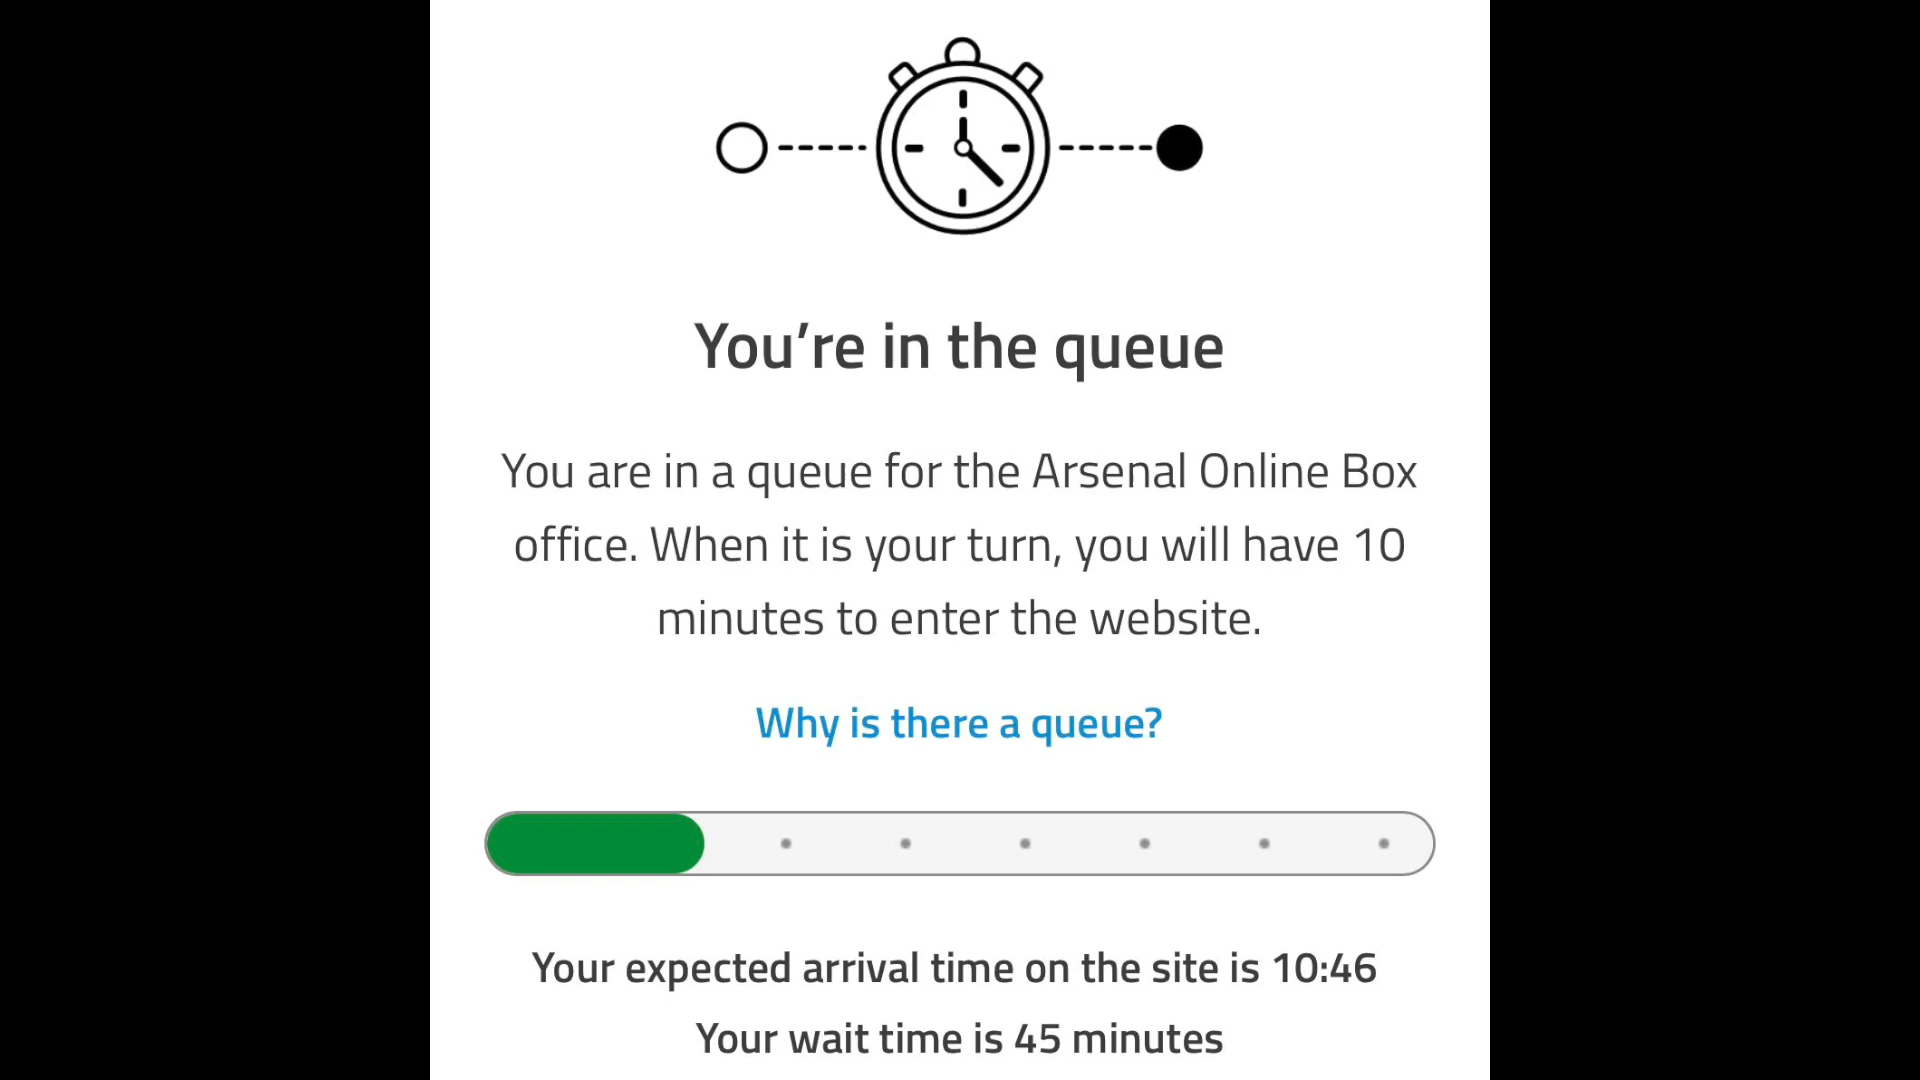 You’re in the queue
You are in a queue for the Arsenal Online Box
office. When it is your turn, you will have 10
minutes to enter the website.
Why is there a queue?
Your expected arrival time on the site is 10:46
Your wait time is 45 minutes